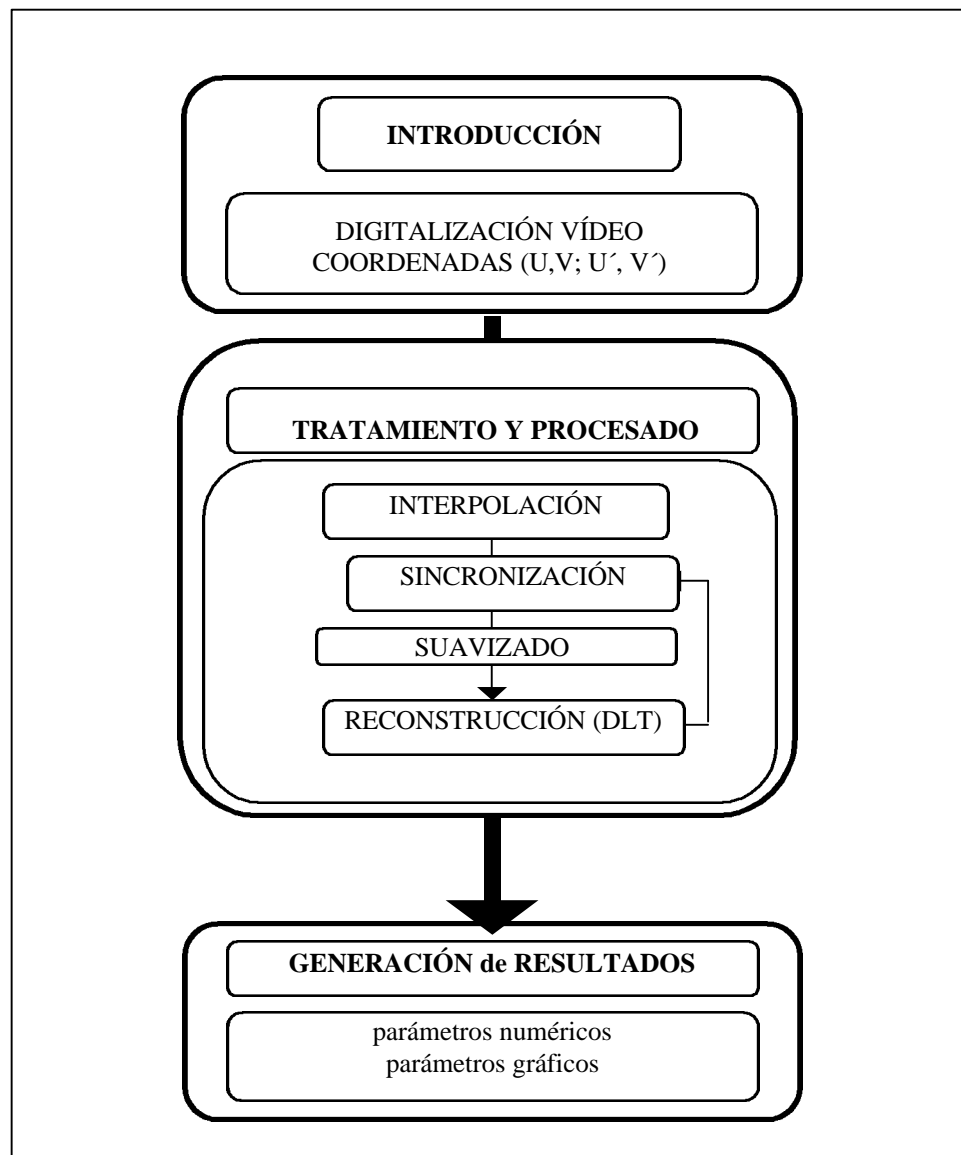 INTRODUCCIÓN
DIGITALIZACIÓN VÍDEO
COORDENADAS (U,V; U´, V´)
TRATAMIENTO Y PROCESADO
INTERPOLACIÓN
SINCRONIZACIÓN
SUAVIZADO
RECONSTRUCCIÓN (DLT)
GENERACIÓN de RESULTADOS
parámetros numéricos
parámetros gráficos